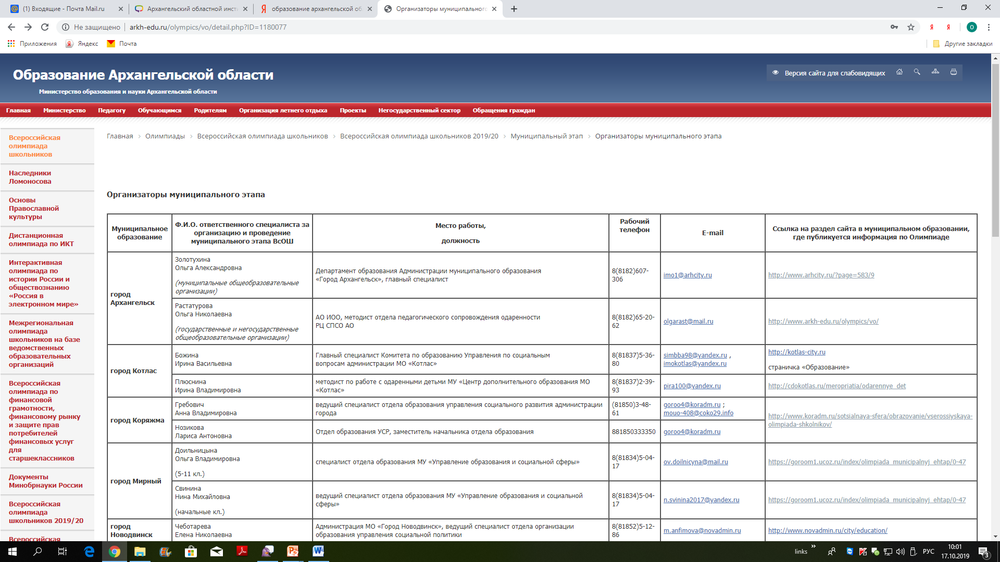 (1) Входящие - Почта Mail.ru
Архангельский областной инсти
образование архангельской об
Организаторы муниципального
Не защищено
arkh-edu.ru/olympics/vo/detail.php?ID=1180077
О
Приложения
Яндекс
Почта
Другие закладки
Образование Архангельской области
Министерство образования и науки Архангельской области
Версия сайта для слабовидящих
Главная Министерство Педагогу Обучающимся Родителям Организация летнего отдыха Проекты Негосударственный сектор Обращения граждан
Всероссийская
олимпиада
школьников
Наследники
Ломоносова
Основы
Православной
культуры
Дистанционная
олимпиада по ИКТ
Интерактивная
олимпиада по
истории России и
обществознанию
«Россия в
электронном мире»
Межрегиональная
олимпиада
школьников на базе
ведомственных
образовательных
организаций
Всероссийская
олимпиада по
финансовой
грамотности,
финансовому рынку
и защите прав
потребителей
финансовых услуг
для
старшеклассников
Документы
Минобрнауки России
Всероссийская
олимпиада
школьников 2019/20
Всероссийская
Главная › Олимпиады › Всероссийская олимпиада школьников › Всероссийская олимпиада школьников 2019/20 › Муниципальный этап › Организаторы муниципального этапа
Организаторы муниципального этапа
Муниципальное
образование
Ф.И.О. ответственного специалиста за
организацию и проведение
муниципального этапа ВсОШ
Место работы,
должность
Рабочий
телефон
E-mail
Ссылка на раздел сайта в муниципальном образовании,
где публикуется информация по Олимпиаде
город
Архангельск
Золотухина
Ольга Александровна
(муниципальные общеобразовательные
организации)
Департамент образования Администрации муниципального образования
«Город Архангельск», главный специалист
8(8182)607-
306
imo1@arhcity.ru
http://www.arhcity.ru/?page=583/9
Растатурова
Ольга Николаевна
(государственные и негосударственные
общеобразовательные организации)
АО ИОО, методист отдела педагогического сопровождения одаренности
РЦ СПСО АО
8(8182)65-20-
62
olgarast@mail.ru
http://www.arkh-edu.ru/olympics/vo/
город Котлас
Божина
Ирина Васильевна
Главный специалист Комитета по образованию Управления по социальным
вопросам администрации МО «Котлас»
8(81837)5-36-
80
simbba98@yandex.ru ,
imokotlas@yandex.ru
http://kotlas-city.ru
страничка «Образование»
Плюснина
Ирина Владимировна
методист по работе с одаренными детьми МУ «Центр дополнительного образования МО
«Котлас»
8(81837)2-39-
93
pira100@yandex.ru
http://cdokotlas.ru/meropriatia/odarennye_det
город Коряжма
Гребович
Анна Владимировна
ведущий специалист отдела образования управления социального развития администрации
города
(81850)3-48-
61
goroo4@koradm.ru ;
mouo-408@coko29.info
http://www.koradm.ru/sotsialnaya-sfera/obrazovanie/vserossiyskaya-
olimpiada-shkolnikov/
Нозикова
Лариса Антоновна
Отдел образования УСР, заместитель начальника отдела образования
881850333350
goroo4@koradm.ru
город Мирный
Доильницына
Ольга Владимировна
(5-11 кл.)
специалист отдела образования МУ «Управление образования и социальной сферы»
8(81834)5-04-
17
ov.doilnicyna@mail.ru
https://goroom1.ucoz.ru/index/olimpiada_municipalnyj_ehtap/0-47
Свинина
Нина Михайловна
(начальные кл.)
ведущий специалист отдела образования МУ «Управление образования и социальной
сферы»
8(81834)5-04-
17
n.svinina2017@yandex.ru
https://goroom1.ucoz.ru/index/olimpiada_municipalnyj_ehtap/0-47
город
Новодвинск
Чеботарева
Елена Николаевна
Администрация МО «Город Новодвинск», ведущий специалист отдела организации
образования управления социальной политики
8(81852)5-12-
86
m.anfimova@novadmin.ru
http://www.novadmin.ru/city/education/
links
РУС
10:01
17.10.2019
3